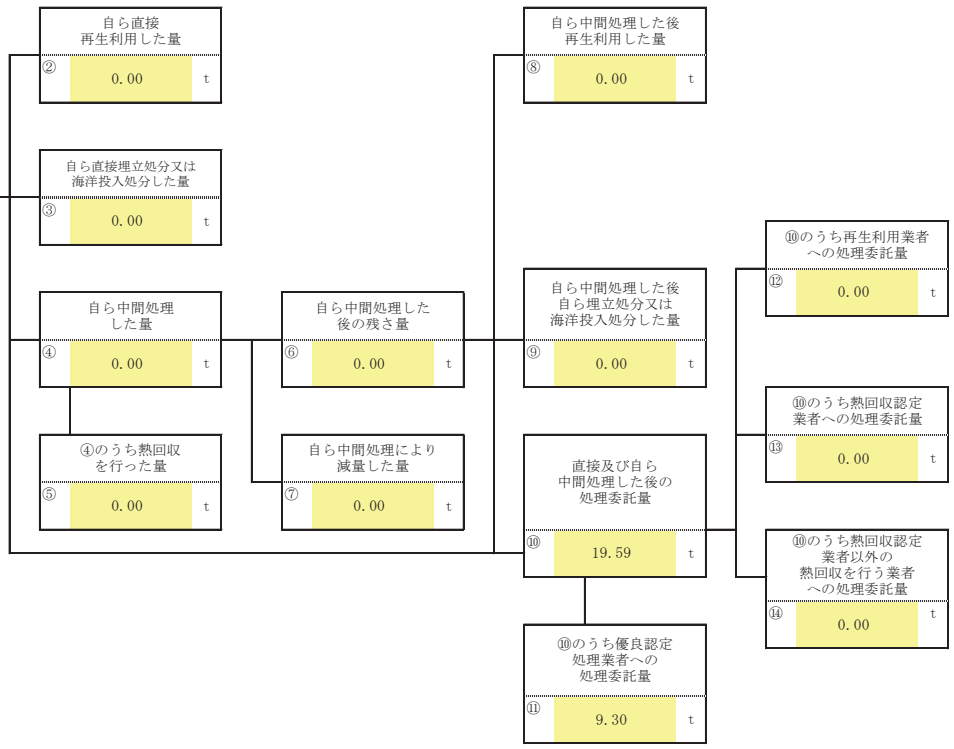 自ら直接
再生利用した量
② 0.00 t
自ら中間処理した後
再生利用した量
⑧ 0.00 t
自ら直接埋立処分又は
海洋投入処分した量
③ 0.00 t
⑩のうち再生利用業者
への処理委託量
⑫ 0.00 t
自ら中間処理
した量
④ 0.00 t
自ら中間処理した
後の残さ量
⑥ 0.00 t
自ら中間処理した後
自ら埋立処分又は
海洋投入処分した量
⑨ 0.00 t
⑩のうち熱回収認定
業者への処理委託量
⑬ 0.00 t
④のうち熱回収
を行った量
⑤ 0.00 t
自ら中間処理により
減量した量
⑦ 0.00 t
直接及び自ら
中間処理した後の
処理委託量
⑩ 19.59 t
⑩のうち熱回収認定
業者以外の
熱回収を行う業者
への処理委託量
⑭ 0.00 t
⑩のうち優良認定
処理業者への
処理委託量
⑪ 9.30 t